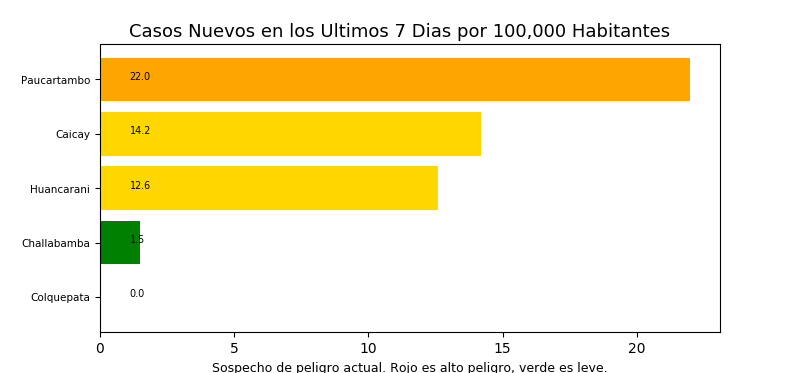 Casos Nuevos en los Ultimos 7 Dias por 100,000 Habitantes
Paucartambo 22.0
Caicay 14.2
Huancarani 12.6
Challabamba 1.5
Colquepata 0.0
0 5 10 15 20
Sospecho de peligro actual. Rojo es alto peligro, verde es leve.